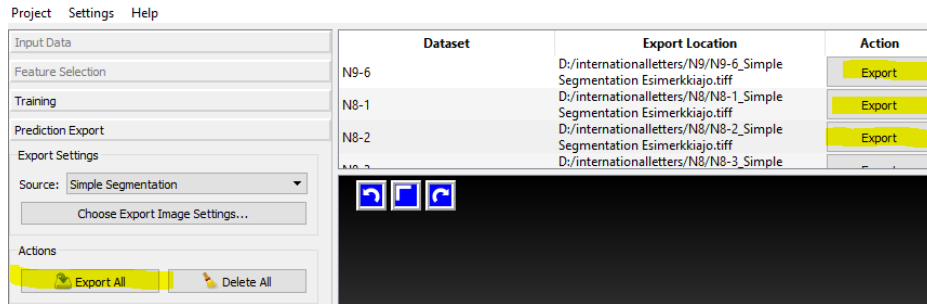 Project Settings Help
Input Data
Feature Selection
Training
Prediction Export
Export Settings
Source: Simple Segmentation
Choose Export Image Settings...
Actions
Export All Delete All
Dataset Export Location Action
N9-6 D:/internationalletters/N9/N9-6_Simple
Segmentation Esimerkkiajo.tiff Export
N8-1 D:/internationalletters/N8/N8-1_Simple
Segmentation Esimerkkiajo.tiff Export
N8-2 D:/internationalletters/N8/N8-2_Simple
Segmentation Esimerkkiajo.tiff Export
D:/internationalletters/N8/N8-3_Simple